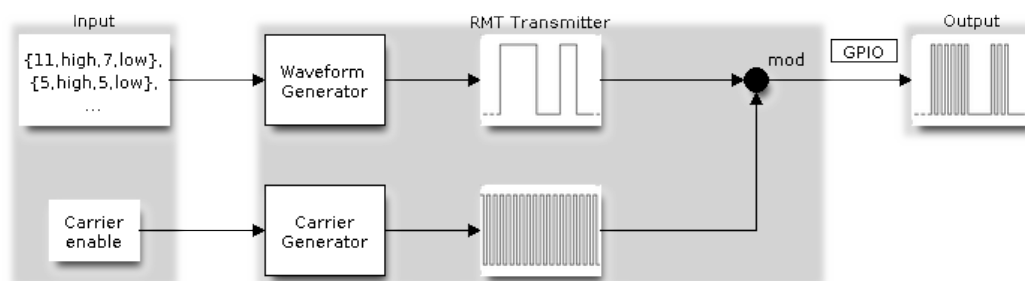 Input
RMT Transmitter
Output
{11,high,7,low},
{5,high,5,low},
...
Waveform
Generator
mod
GPIO
Carrier
enable
Carrier
Generator